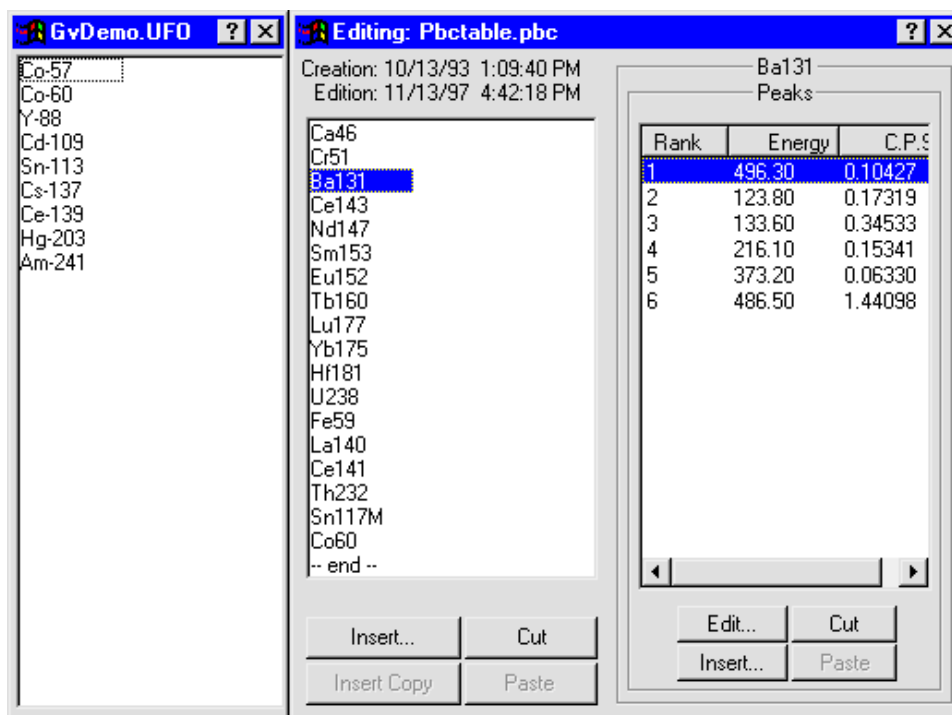 GvDemo.UFO
Co-57
Co-60
Y-88
Cd-109
Sn-113
Cs-137
Ce-139
Hg-203
Am-241
Editing: Pbctable.pbc
Creation: 10/13/93 1:09:40 PM
Edition: 11/13/97 4:42:18 PM
Ca46
Cr51
Ba131
Ce143
Nd147
Sm153
Eu152
Tb160
Lu177
Yb175
Hf181
U238
Fe59
La140
Ce141
Th232
Sn117M
Co60
-- end --
Insert... Cut
Insert Copy Paste
Ba131
Peaks
Rank Energy C.P.S
1 496.30 0.10427
2 123.80 0.17319
3 133.60 0.34533
4 216.10 0.15341
5 373.20 0.06330
6 486.50 1.44098
Edit... Cut
Insert... Paste